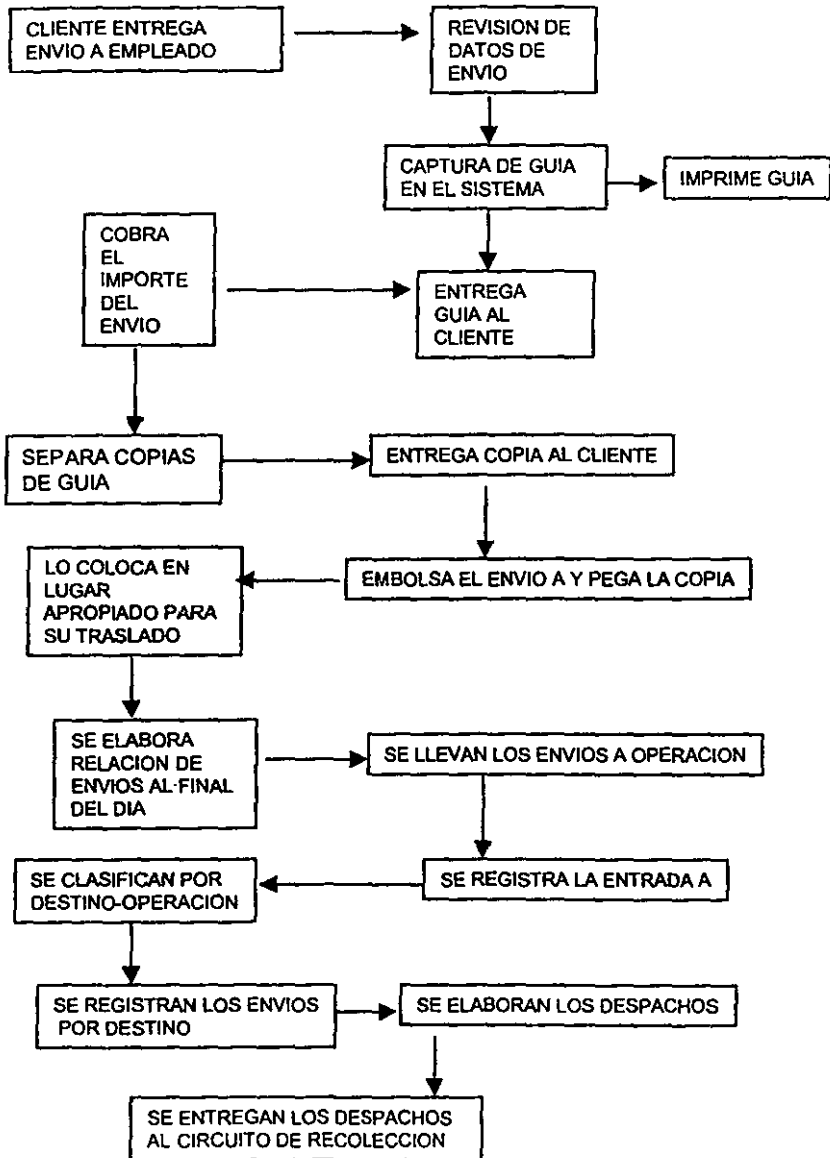 CLIENTE ENTREGA
ENVIO A EMPLEADO
REVISION DE
DATOS DE
ENVIO
CAPTURA DE GUIA
EN EL SISTEMA
IMPRIME GUIA
COBRA
EL
IMPORTE
DEL
ENVIO
ENTREGA
GUIA AL
CLIENTE
SEPARA COPIAS
DE GUIA
ENTREGA COPIA AL CLIENTE
EMBOLSA EL ENVIO A Y PEGA LA COPIA
LO COLOCA EN
LUGAR
APROPIADO PARA
SU TRASLADO
SE ELABORA
RELACION DE
ENVIOS AL FINAL
DEL DIA
SE LLEVAN LOS ENVIOS A OPERACION
SE REGISTRA LA ENTRADA A
SE CLASIFICAN POR
DESTINO-OPERACION
SE REGISTRAN LOS ENVIOS
POR DESTINO
SE ELABORAN LOS DESPACHOS
SE ENTREGAN LOS DESPACHOS
AL CIRCUITO DE RECOLECCION